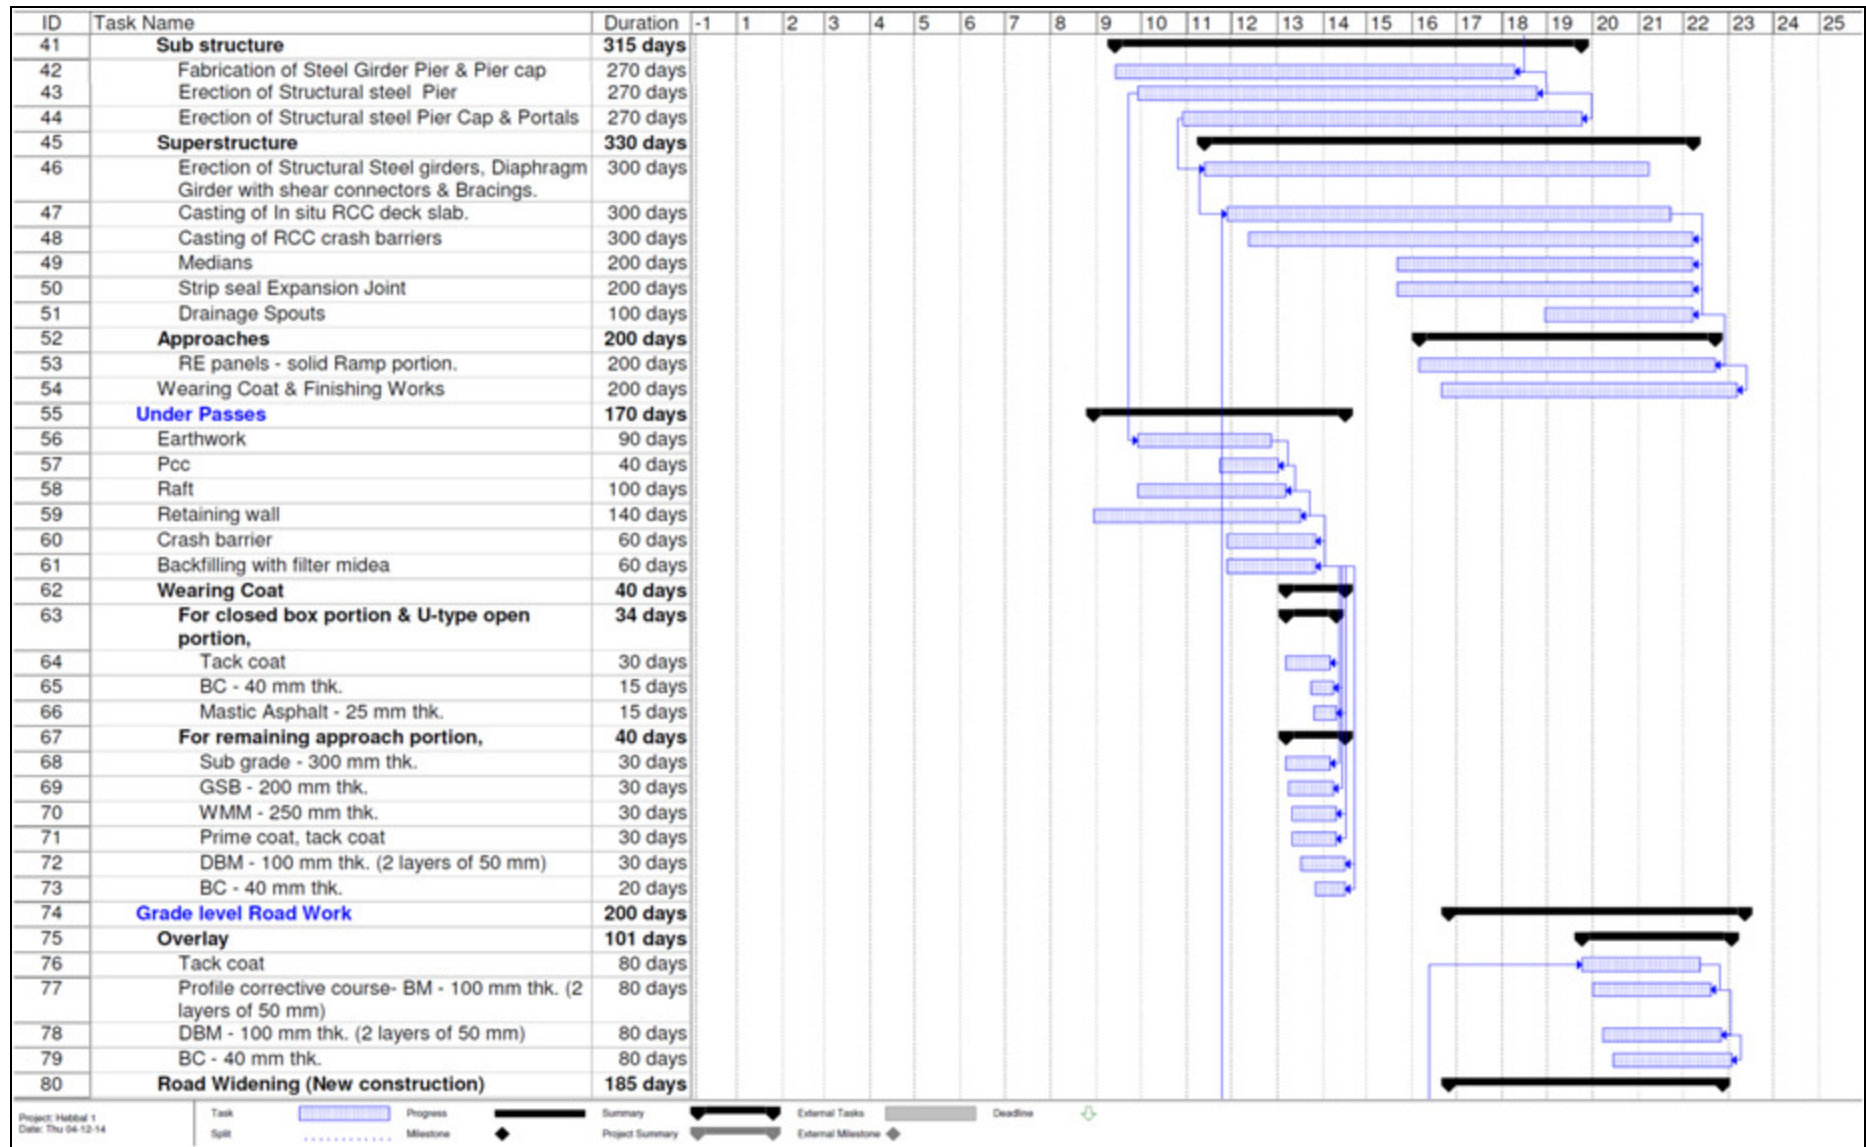 ID Task Name Duration -1 1 2 3 4 5 6 7 8 9 10 11 12 13 14 15 16 17 18 19 20 21 22 23 24 25
41 Sub structure 315 days
42 Fabrication of Steel Girder Pier & Pier cap 270 days
43 Erection of Structural steel Pier 270 days
44 Erection of Structural steel Pier Cap & Portals 270 days
45 Superstructure 330 days
46 Erection of Structural Steel girders, Diaphragm 300 days
Girder with shear connectors & Bracings.
47 Casting of In situ RCC deck slab. 300 days
48 Casting of RCC crash barriers 300 days
49 Medians 200 days
50 Strip seal Expansion Joint 200 days
51 Drainage Spouts 100 days
52 Approaches 200 days
53 RE panels - solid Ramp portion. 200 days
54 Wearing Coat & Finishing Works 200 days
55 Under Passes 170 days
56 Earthwork 90 days
57 Pcc 40 days
58 Raft 100 days
59 Retaining wall 140 days
60 Crash barrier 60 days
61 Backfilling with filter midea 60 days
62 Wearing Coat 40 days
63 For closed box portion & U-type open 34 days
portion,
64 Tack coat 30 days
65 BC - 40 mm thk. 15 days
66 Mastic Asphalt - 25 mm thk. 15 days
67 For remaining approach portion, 40 days
68 Sub grade - 300 mm thk. 30 days
69 GSB - 200 mm thk. 30 days
70 WMM - 250 mm thk. 30 days
71 Prime coat, tack coat 30 days
72 DBM - 100 mm thk. (2 layers of 50 mm) 30 days
73 BC - 40 mm thk. 20 days
74 Grade level Road Work 200 days
75 Overlay 101 days
76 Tack coat 80 days
77 Profile corrective course- BM - 100 mm thk. (2 80 days
layers of 50 mm)
78 DBM - 100 mm thk. (2 layers of 50 mm) 80 days
79 BC - 40 mm thk. 80 days
80 Road Widening (New construction) 185 days
Project: Hebbal 1
Date: Thu 04-12-14
Task Progress Summary External Tasks Deadline
Split Milestone Project Summary External Milestone